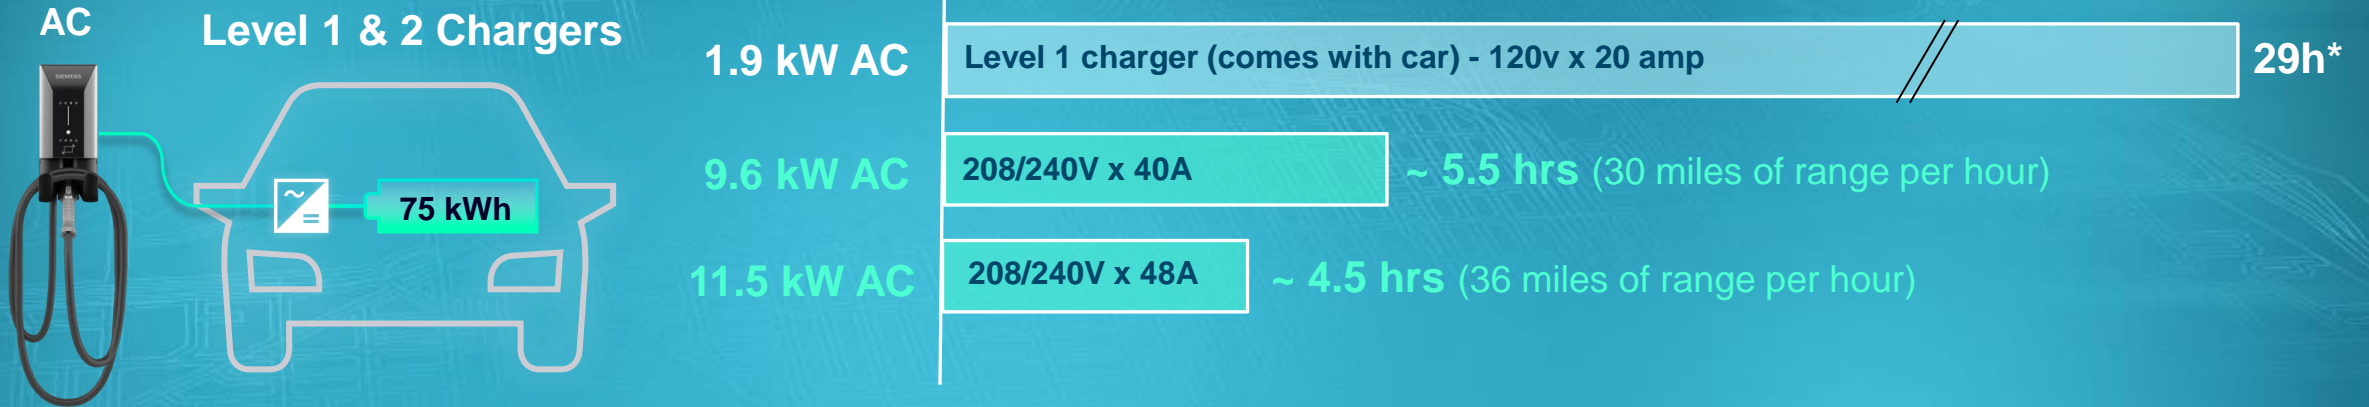 AC
Level 1 & 2 Chargers
SIEMENS
75 kWh
1.9 kW AC
Level 1 charger (comes with car) - 120v x 20 amp
29h*
9.6 kW AC
208/240V x 40A
~ 5.5 hrs (30 miles of range per hour)
11.5 kW AC
208/240V x 48A
~ 4.5 hrs (36 miles of range per hour)